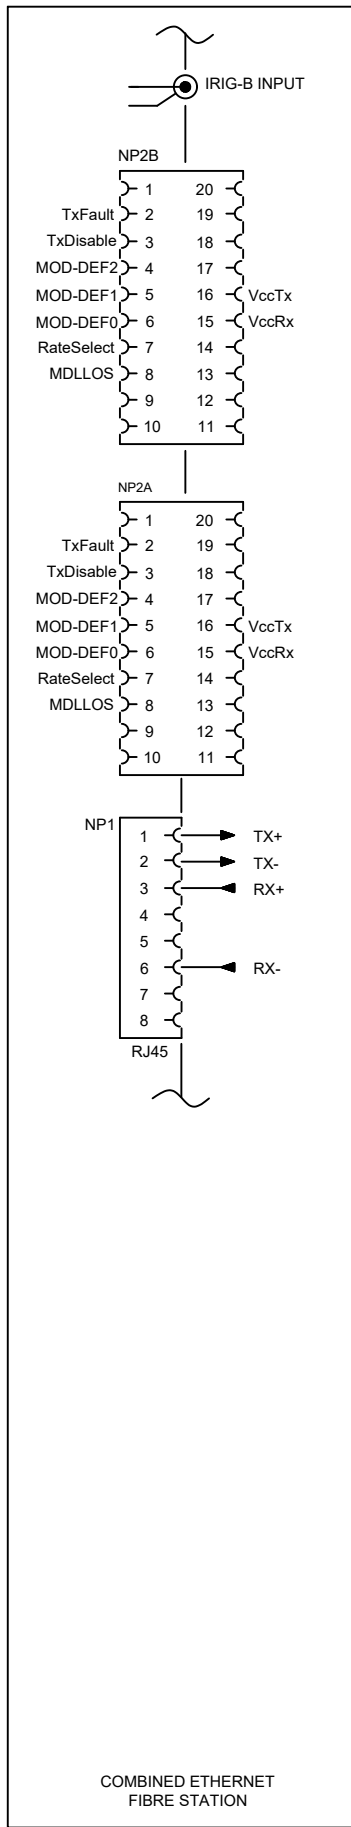 IRIG-B INPUT
NP2B
1 20
TxFault 2 19
TxDisable 3 18
MOD-DEF2 4 17
MOD-DEF1 5 16 VccTx
MOD-DEF0 6 15 VccRx
RateSelect 7 14
MDLLOS 8 13
9 12
10 11
NP2A
1 20
TxFault 2 19
TxDisable 3 18
MOD-DEF2 4 17
MOD-DEF1 5 16 VccTx
MOD-DEF0 6 15 VccRx
RateSelect 7 14
MDLLOS 8 13
9 12
10 11
NP1
1 TX+
2 TX-
3 RX+
4
5
6 RX-
7
8
RJ45
COMBINED ETHERNET
FIBRE STATION